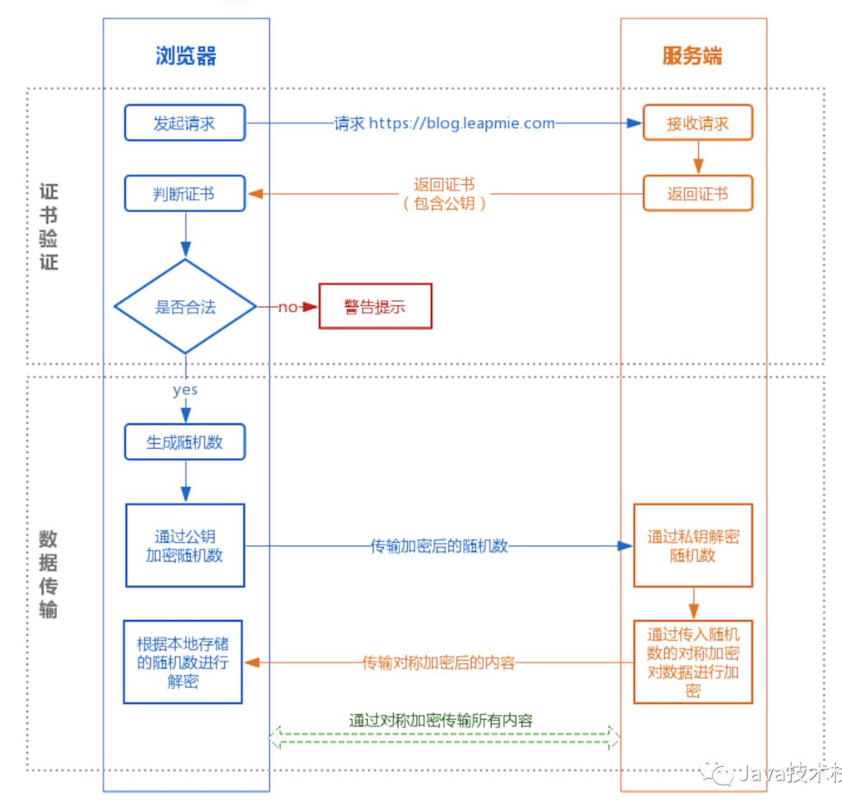 浏览器
服务端
证书验证
发起请求
请求 https://blog.leapmie.com
接收请求
判断证书
返回证书
（包含公钥）
返回证书
是否合法
no
警告提示
yes
数据传输
生成随机数
通过公钥
加密随机数
传输加密后的随机数
通过私钥解密
随机数
根据本地存储
的随机数进行
解密
传输对称加密后的内容
通过传入随机
数的对称加密
对数据进行加
密
通过对称加密传输所有内容
Java技术栈